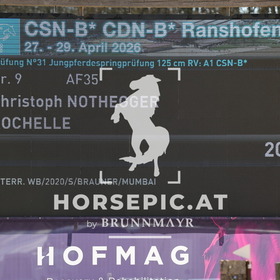 CSN-B* CDN-B* Ranshofen
27. - 29. April 2026
rüfung N°31 Jungpferdespringprüfung 125 cm RV: A1 CSN-B*
r. 9 AF35
hristoph NOTHEGGER
OCHELLE
20
TERR. WB/2020/S/BRAUNER/MUMBAI
HORSEPIC.AT
by BRUNNMAYR
HOFMAG